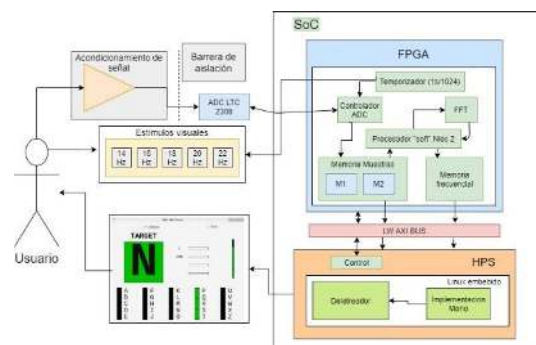 SoC
FPGA
Acondicionamiento de
señal
Barrera de
aislación
ADC LTC
2308
Temporizador (1s/1024)
Controlador
ADC
FFT
Procesador "soft" Nios 2
Estímulos visuales
14
Hz
16
Hz
18
Hz
20
Hz
22
Hz
Memoria Muestras
M1
M2
Memoria
frecuencial
Usuario
TARGET
N
LW AXI BUS
HPS
Control
Linux embebido
Deletreador
Implementación
Mono